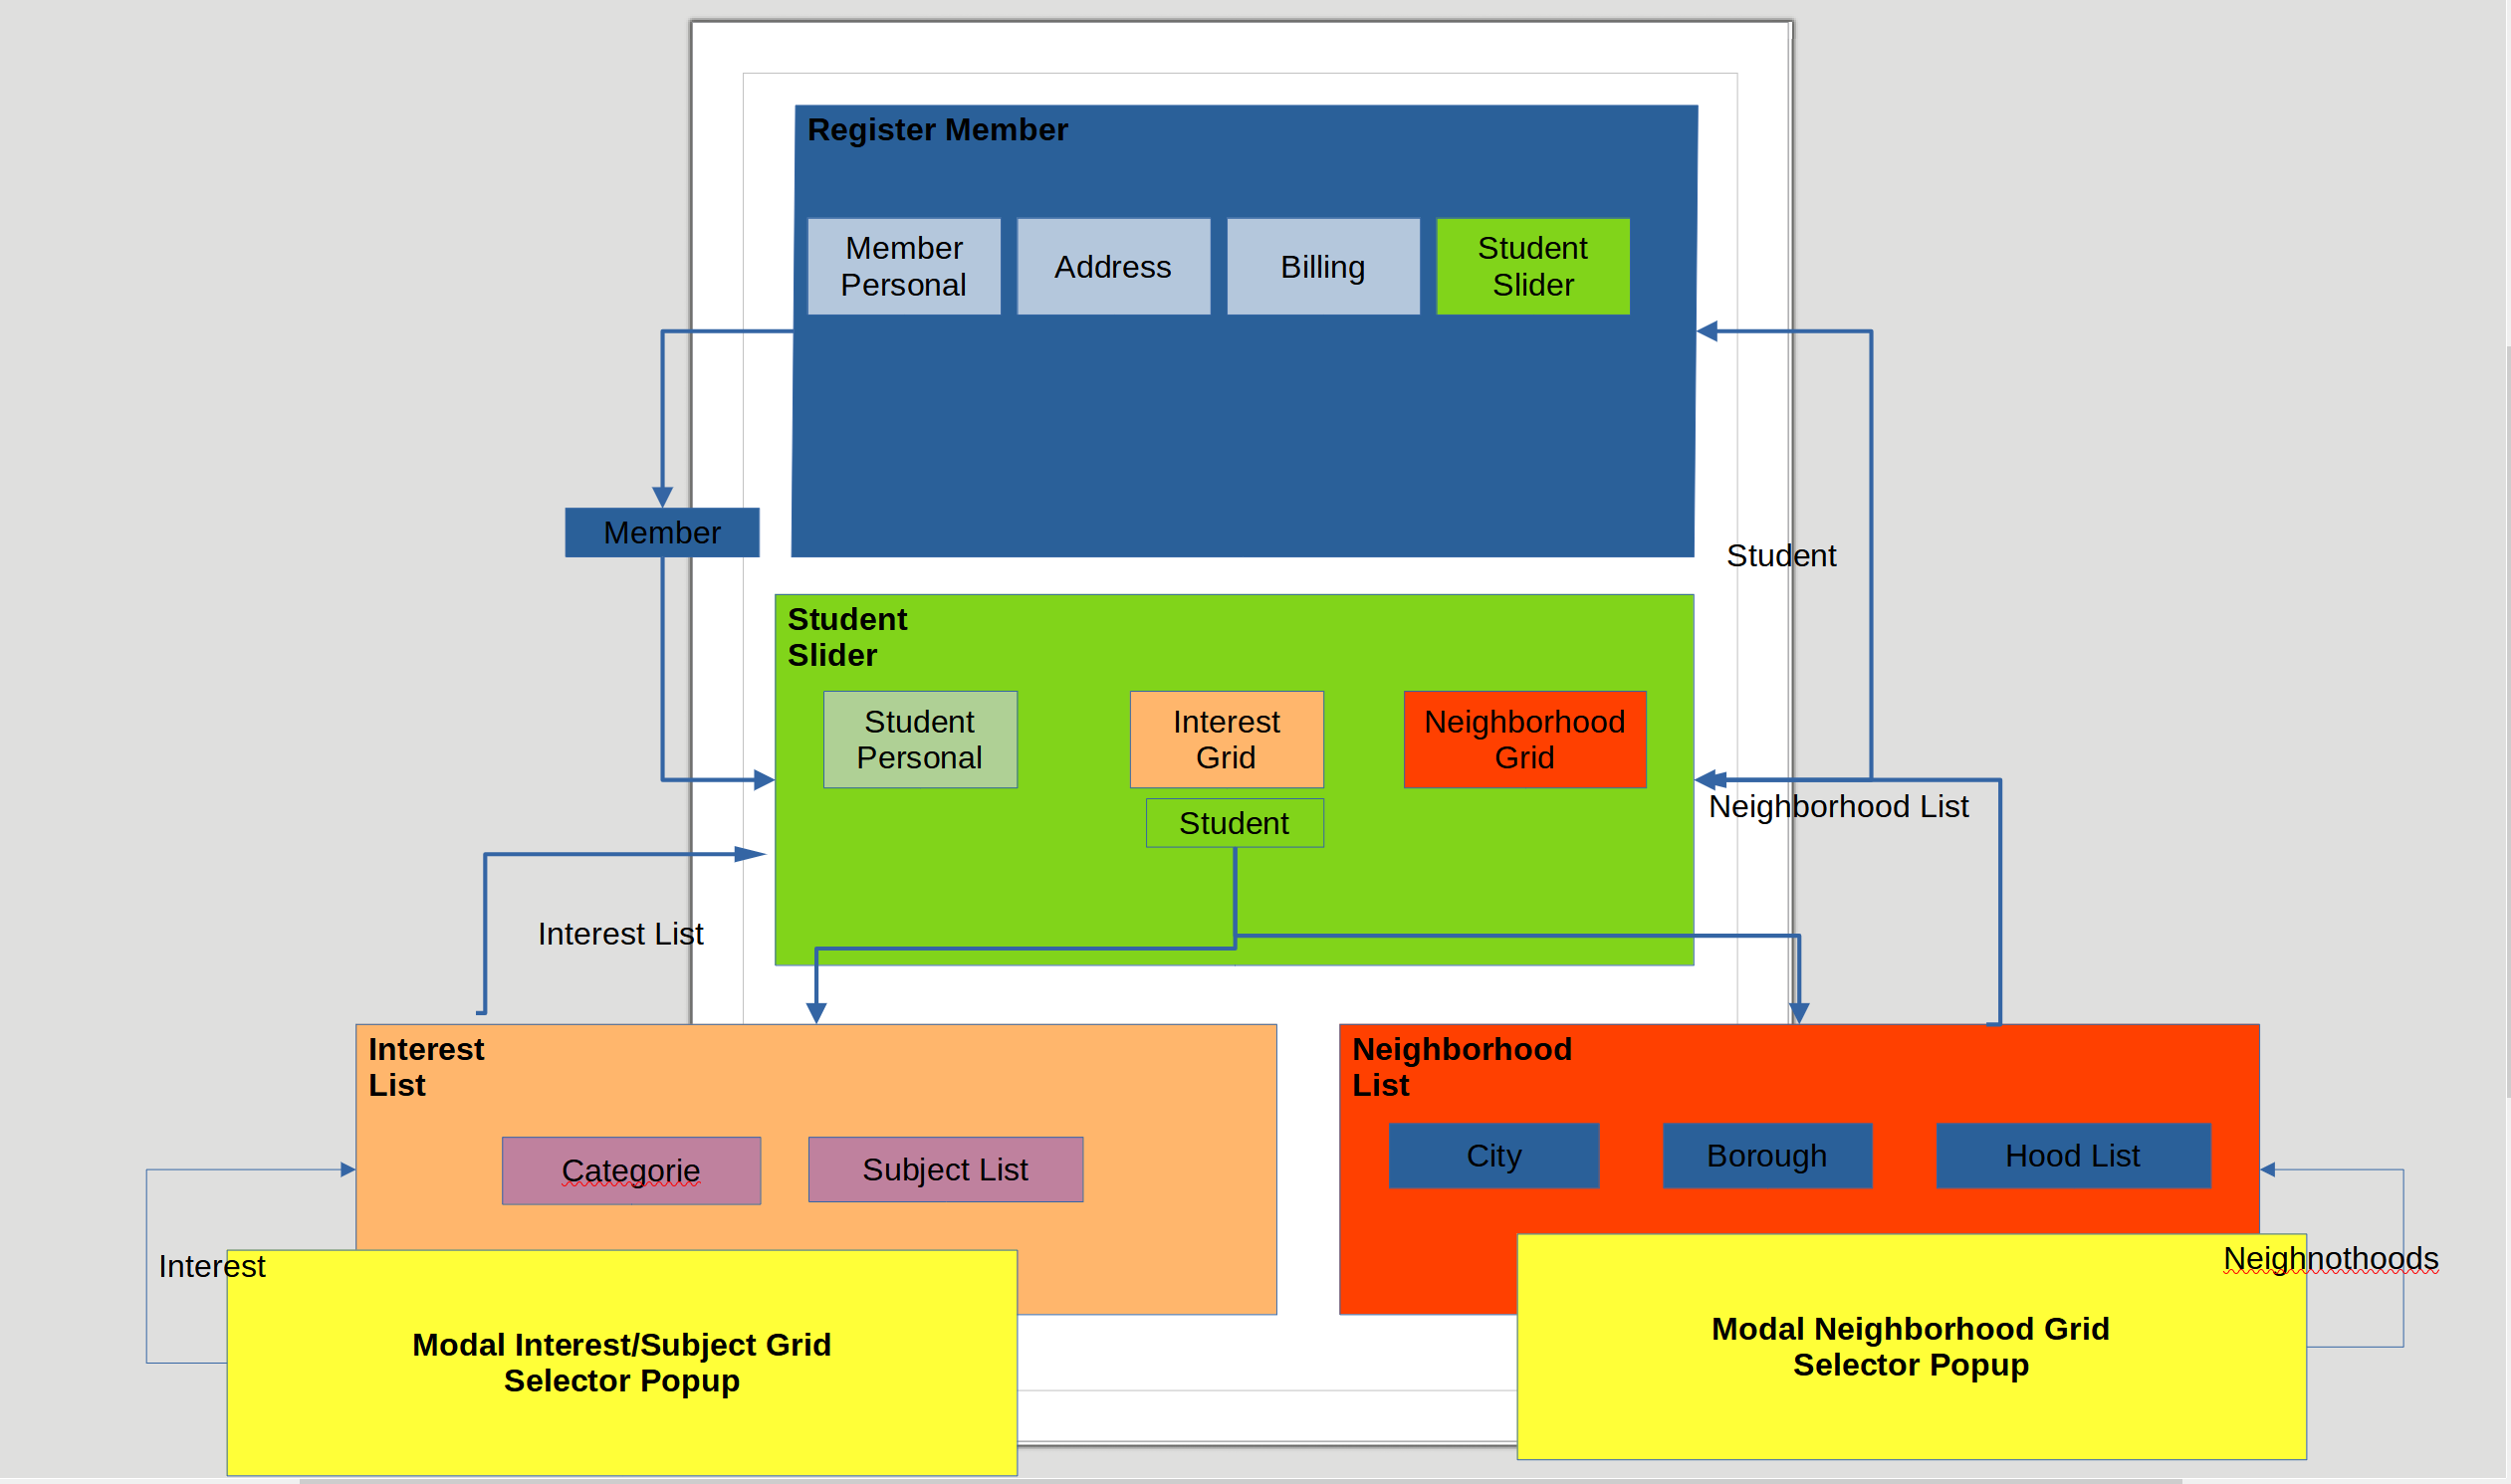 Register Member
Member
Personal
Address
Billing
Student
Slider
Member
Student
Student
Slider
Student
Personal
Interest
Grid
Neighborhood
Grid
Student
Neighborhood List
Interest List
Interest
List
Categorie
Subject List
Neighborhood
List
City
Borough
Hood List
Interest
Neighnothoods
Modal Interest/Subject Grid
Selector Popup
Modal Neighborhood Grid
Selector Popup